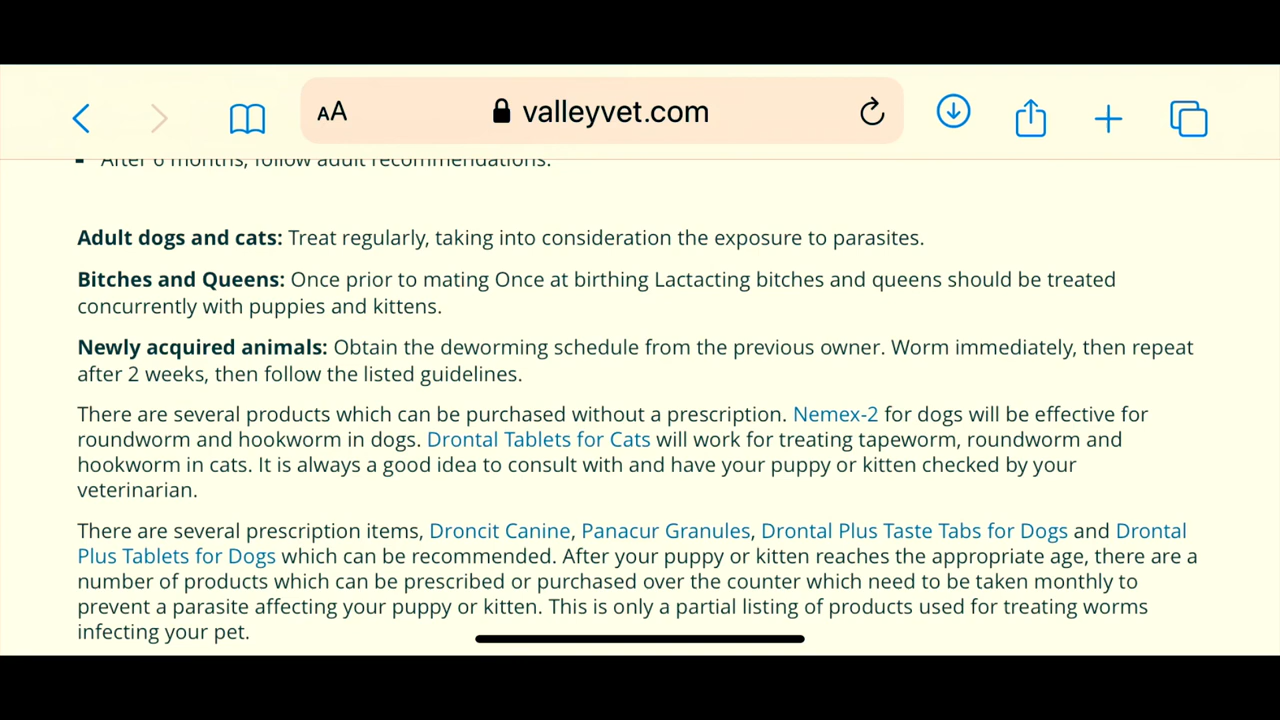 AA valleyvet.com
After 6 months, follow adult recommendations.
Adult dogs and cats: Treat regularly, taking into consideration the exposure to parasites.
Bitches and Queens: Once prior to mating Once at birthing Lactacting bitches and queens should be treated
concurrently with puppies and kittens.
Newly acquired animals: Obtain the deworming schedule from the previous owner. Worm immediately, then repeat
after 2 weeks, then follow the listed guidelines.
There are several products which can be purchased without a prescription. Nemex-2 for dogs will be effective for
roundworm and hookworm in dogs. Drontal Tablets for Cats will work for treating tapeworm, roundworm and
hookworm in cats. It is always a good idea to consult with and have your puppy or kitten checked by your
veterinarian.
There are several prescription items, Droncit Canine, Panacur Granules, Drontal Plus Taste Tabs for Dogs and Drontal
Plus Tablets for Dogs which can be recommended. After your puppy or kitten reaches the appropriate age, there are a
number of products which can be prescribed or purchased over the counter which need to be taken monthly to
prevent a parasite affecting your puppy or kitten. This is only a partial listing of products used for treating worms
infecting your pet.